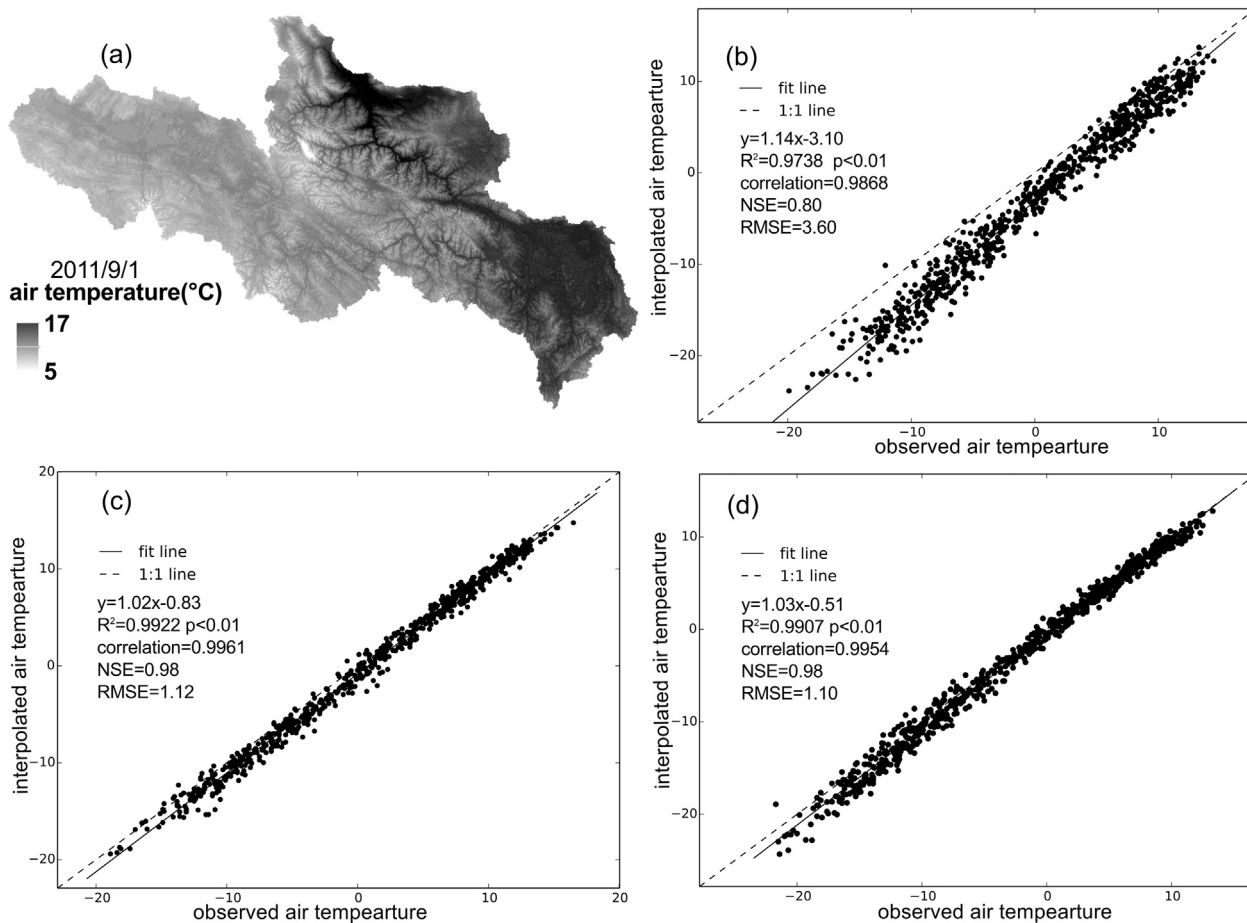 (a)
2011/9/1
air temperature(°C)
17
5
(b)
fit line
1:1 line
y=1.14x-3.10
R²=0.9738 p<0.01
correlation=0.9868
NSE=0.80
RMSE=3.60
interpolated air tempearture
10
0
−10
−20
−20 −10 0 10
observed air tempearture
(c)
fit line
1:1 line
y=1.02x-0.83
R²=0.9922 p<0.01
correlation=0.9961
NSE=0.98
RMSE=1.12
interpolated air tempearture
20
10
0
−10
−20
−20 −10 0 10 20
observed air tempearture
(d)
fit line
1:1 line
y=1.03x-0.51
R²=0.9907 p<0.01
correlation=0.9954
NSE=0.98
RMSE=1.10
interpolated air tempearture
10
0
−10
−20
−20 −10 0 10
observed air tempearture